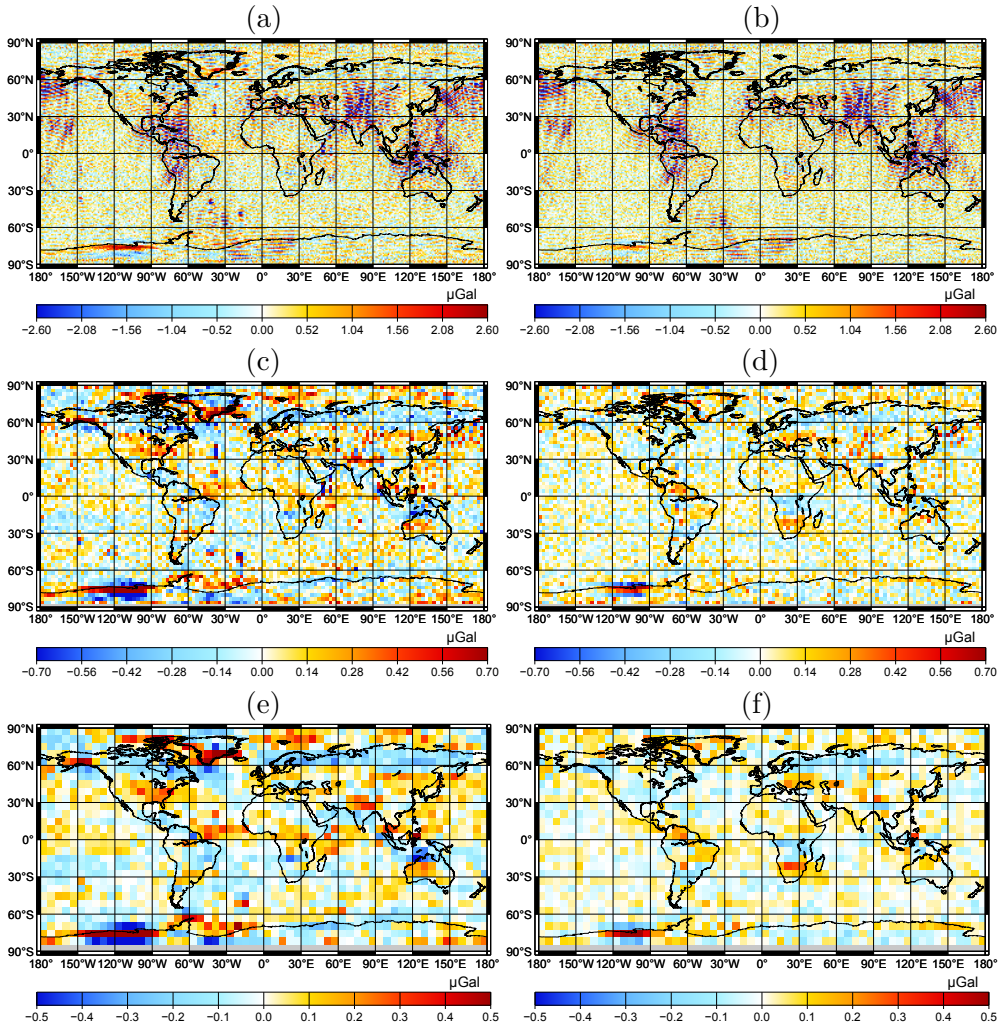 (a) (b)
90°N 90°N
60°N 60°N
30°N 30°N
0° 0°
30°S 30°S
60°S 60°S
90°S 90°S
180° 150°W 120°W 90°W 60°W 30°W 0° 30°E 60°E 90°E 120°E 150°E 180° 180° 150°W 120°W 90°W 60°W 30°W 0° 30°E 60°E 90°E 120°E 150°E 180°
µGal µGal
−2.60 −2.08 −1.56 −1.04 −0.52 0.00 0.52 1.04 1.56 2.08 2.60 −2.60 −2.08 −1.56 −1.04 −0.52 0.00 0.52 1.04 1.56 2.08 2.60
(c) (d)
90°N 90°N
60°N 60°N
30°N 30°N
0° 0°
30°S 30°S
60°S 60°S
90°S 90°S
180° 150°W 120°W 90°W 60°W 30°W 0° 30°E 60°E 90°E 120°E 150°E 180° 180° 150°W 120°W 90°W 60°W 30°W 0° 30°E 60°E 90°E 120°E 150°E 180°
µGal µGal
−0.70 −0.56 −0.42 −0.28 −0.14 0.00 0.14 0.28 0.42 0.56 0.70 −0.70 −0.56 −0.42 −0.28 −0.14 0.00 0.14 0.28 0.42 0.56 0.70
(e) (f)
90°N 90°N
60°N 60°N
30°N 30°N
0° 0°
30°S 30°S
60°S 60°S
90°S 90°S
180° 150°W 120°W 90°W 60°W 30°W 0° 30°E 60°E 90°E 120°E 150°E 180° 180° 150°W 120°W 90°W 60°W 30°W 0° 30°E 60°E 90°E 120°E 150°E 180°
µGal µGal
−0.5 −0.4 −0.3 −0.2 −0.1 0.0 0.1 0.2 0.3 0.4 0.5 −0.5 −0.4 −0.3 −0.2 −0.1 0.0 0.1 0.2 0.3 0.4 0.5